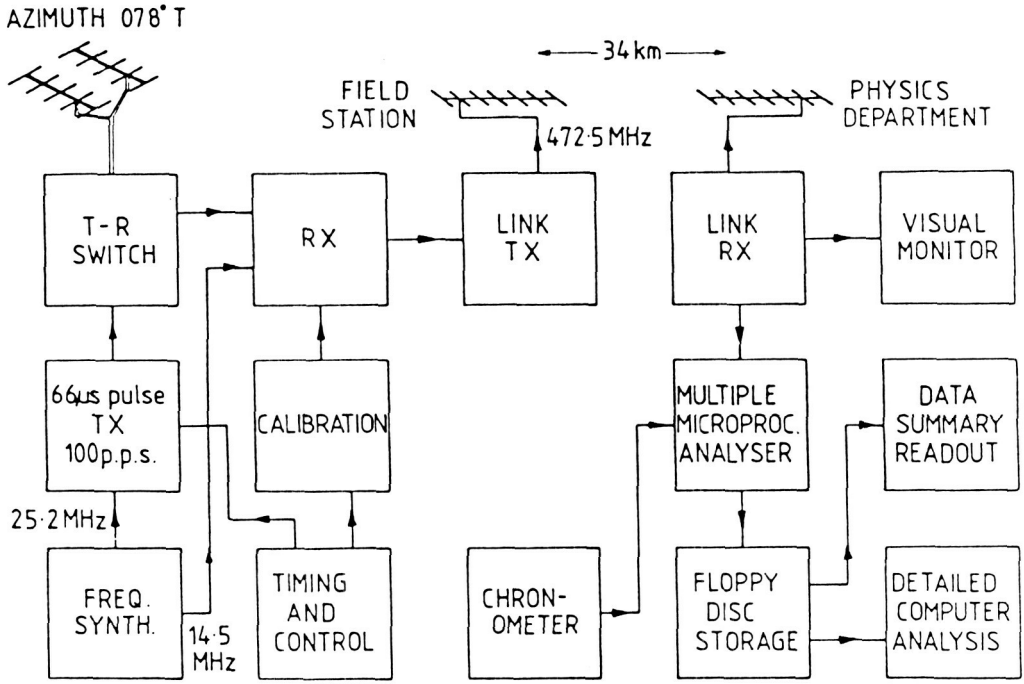 AZIMUTH 078° T
34 km
FIELD
STATION
472·5 MHz
PHYSICS
DEPARTMENT
T-R
SWITCH
RX
LINK
TX
LINK
RX
VISUAL
MONITOR
66µs pulse
TX
100p.p.s.
CALIBRATION
MULTIPLE
MICROPROC.
ANALYSER
DATA
SUMMARY
READOUT
25·2 MHz
FREQ.
SYNTH.
14·5
MHz
TIMING
AND
CONTROL
CHRON-
OMETER
FLOPPY
DISC
STORAGE
DETAILED
COMPUTER
ANALYSIS